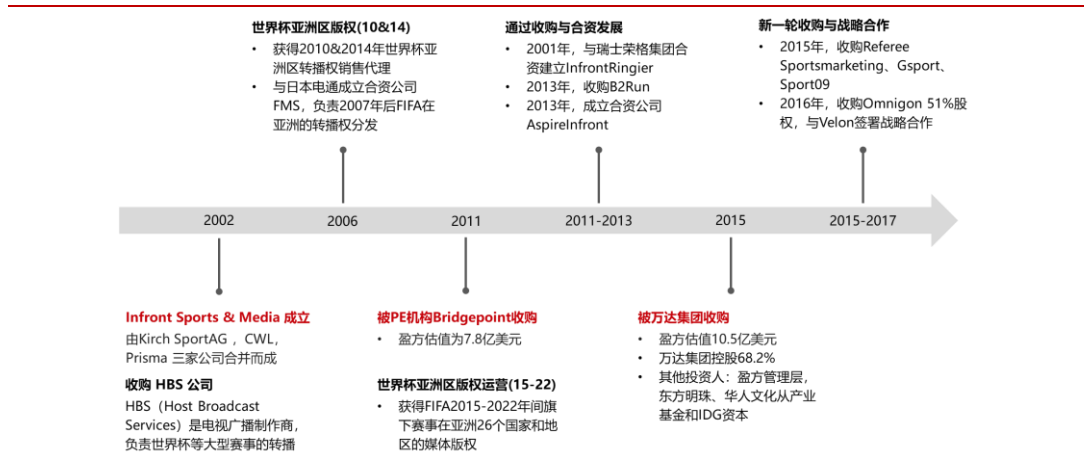 世界杯亚洲区版权(10&14)
• 获得2010&2014年世界杯亚
洲区转播权销售代理
• 与日本电通成立合资公司
FMS，负责2007年后FIFA在
亚洲的转播权分发
通过收购与合资发展
• 2001年，与瑞士荣格集团合
资建立InfrontRingier
• 2013年，收购B2Run
• 2013年，成立合资公司
AspireInfront
新一轮收购与战略合作
• 2015年，收购Referee
Sportsmarketing、Gsport、
Sport09
• 2016年，收购Omnigon 51%股
权，与Velon签署战略合作
2002
2006
2011
2011-2013
2015
2015-2017
Infront Sports & Media 成立
由Kirch SportAG ，CWL，
Prisma 三家公司合并而成
收购 HBS 公司
HBS（Host Broadcast
Services）是电视广播制作商，
负责世界杯等大型赛事的转播
被PE机构Bridgepoint收购
• 盈方估值为7.8亿美元
世界杯亚洲区版权运营(15-22)
• 获得FIFA2015-2022年间旗
下赛事在亚洲26个国家和地
区的媒体版权
被万达集团收购
• 盈方估值10.5亿美元
• 万达集团控股68.2%
• 其他投资人：盈方管理层，
东方明珠、华人文化从产业
基金和IDG资本